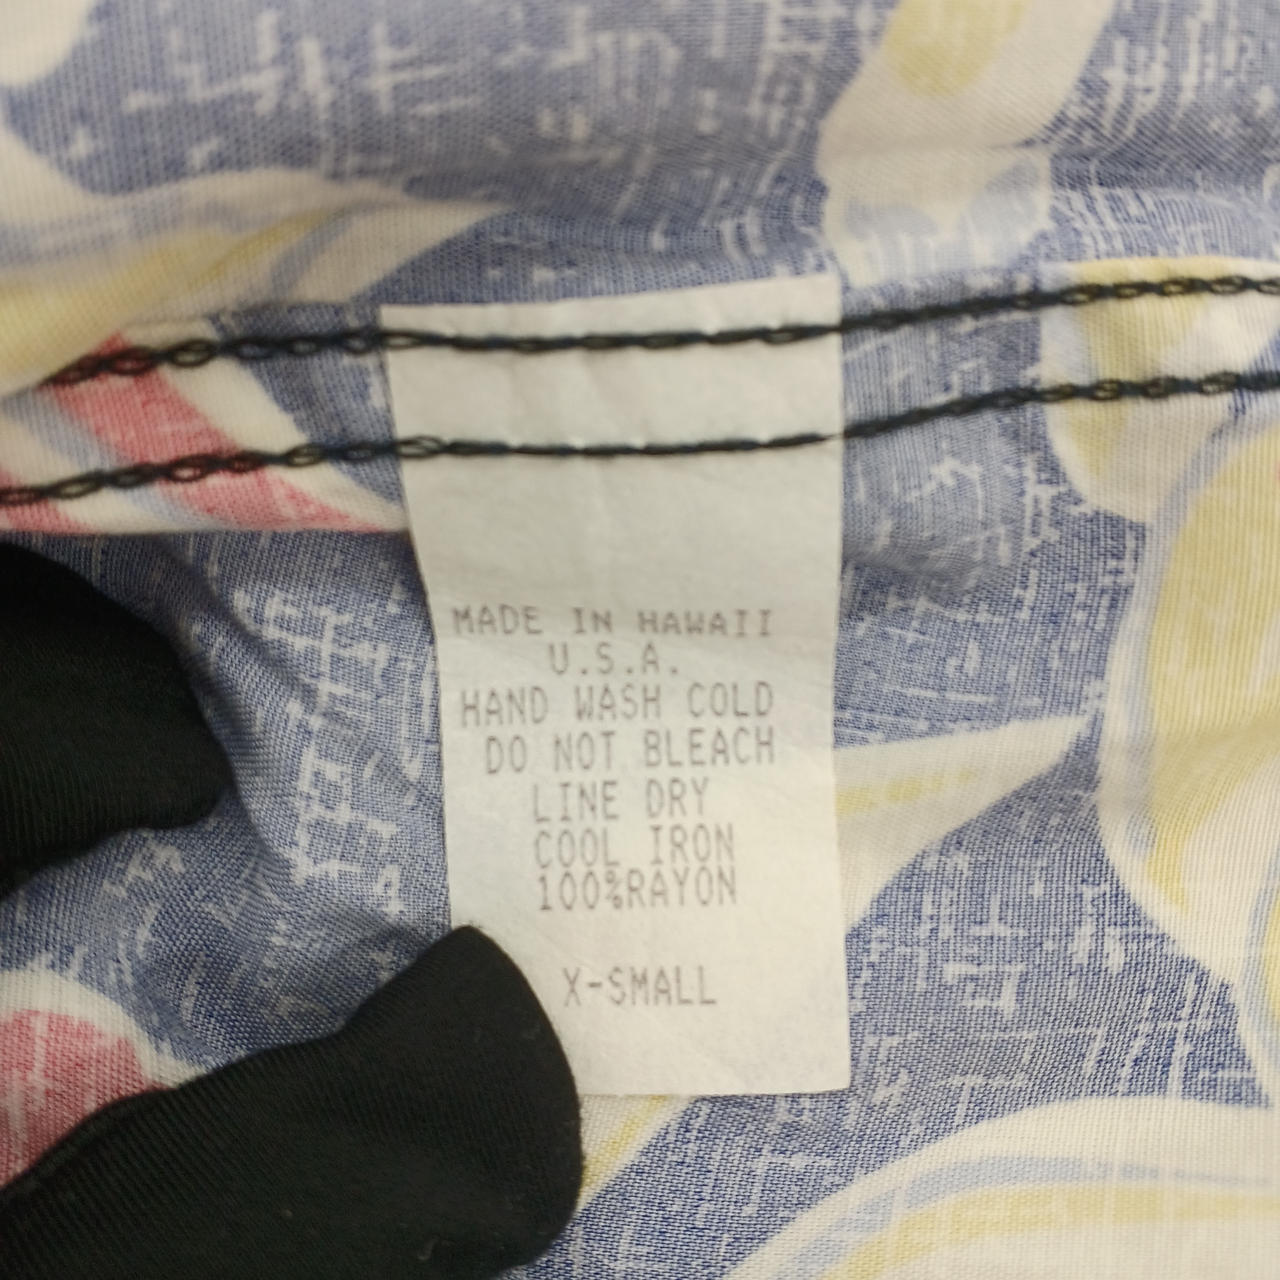 MADE IN HAWAII
U.S.A.
HAND WASH COLD
DO NOT BLEACH
LINE DRY
COOL IRON
100%RAYON
X-SMALL